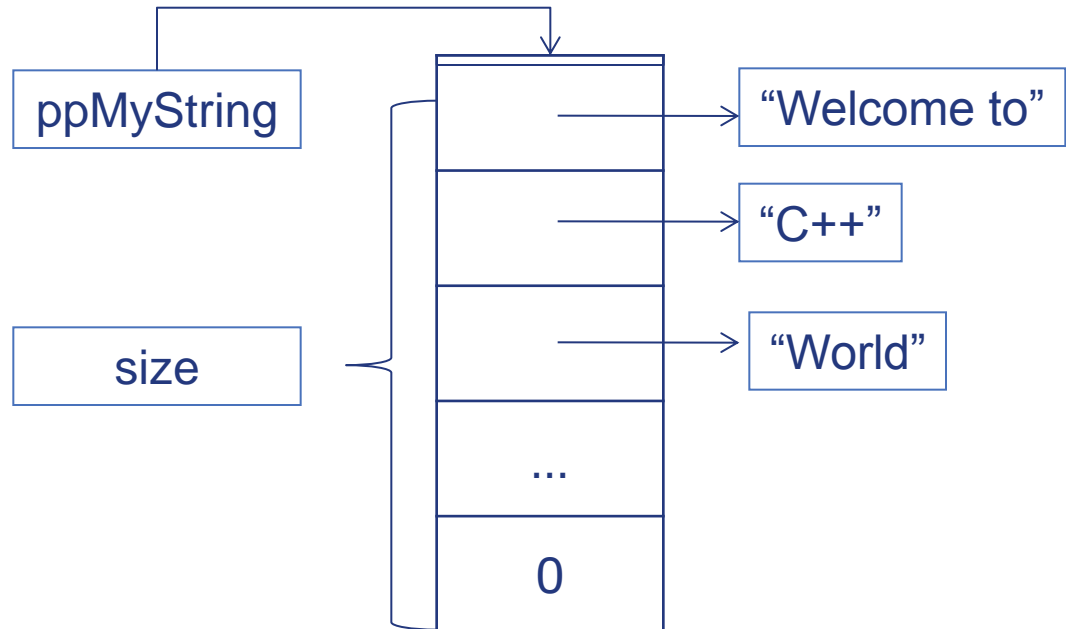 ppMyString
“Welcome to”
“C++”
size
“World”
...
0